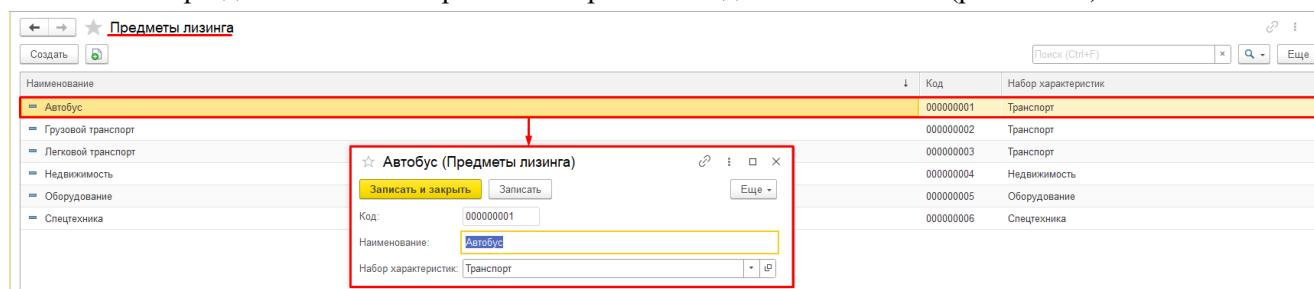 Предметы лизинга
Создать
Поиск (Ctrl+F) × Еще
Наименование ↓ Код Набор характеристик
Автобус 000000001 Транспорт
Грузовой транспорт 000000002 Транспорт
Легковой транспорт 000000003 Транспорт
Недвижимость 000000004 Недвижимость
Оборудование 000000005 Оборудование
Спецтехника 000000006 Спецтехника
Автобус (Предметы лизинга)
Записать и закрыть Записать Еще
Код: 000000001
Наименование: Автобус
Набор характеристик: Транспорт